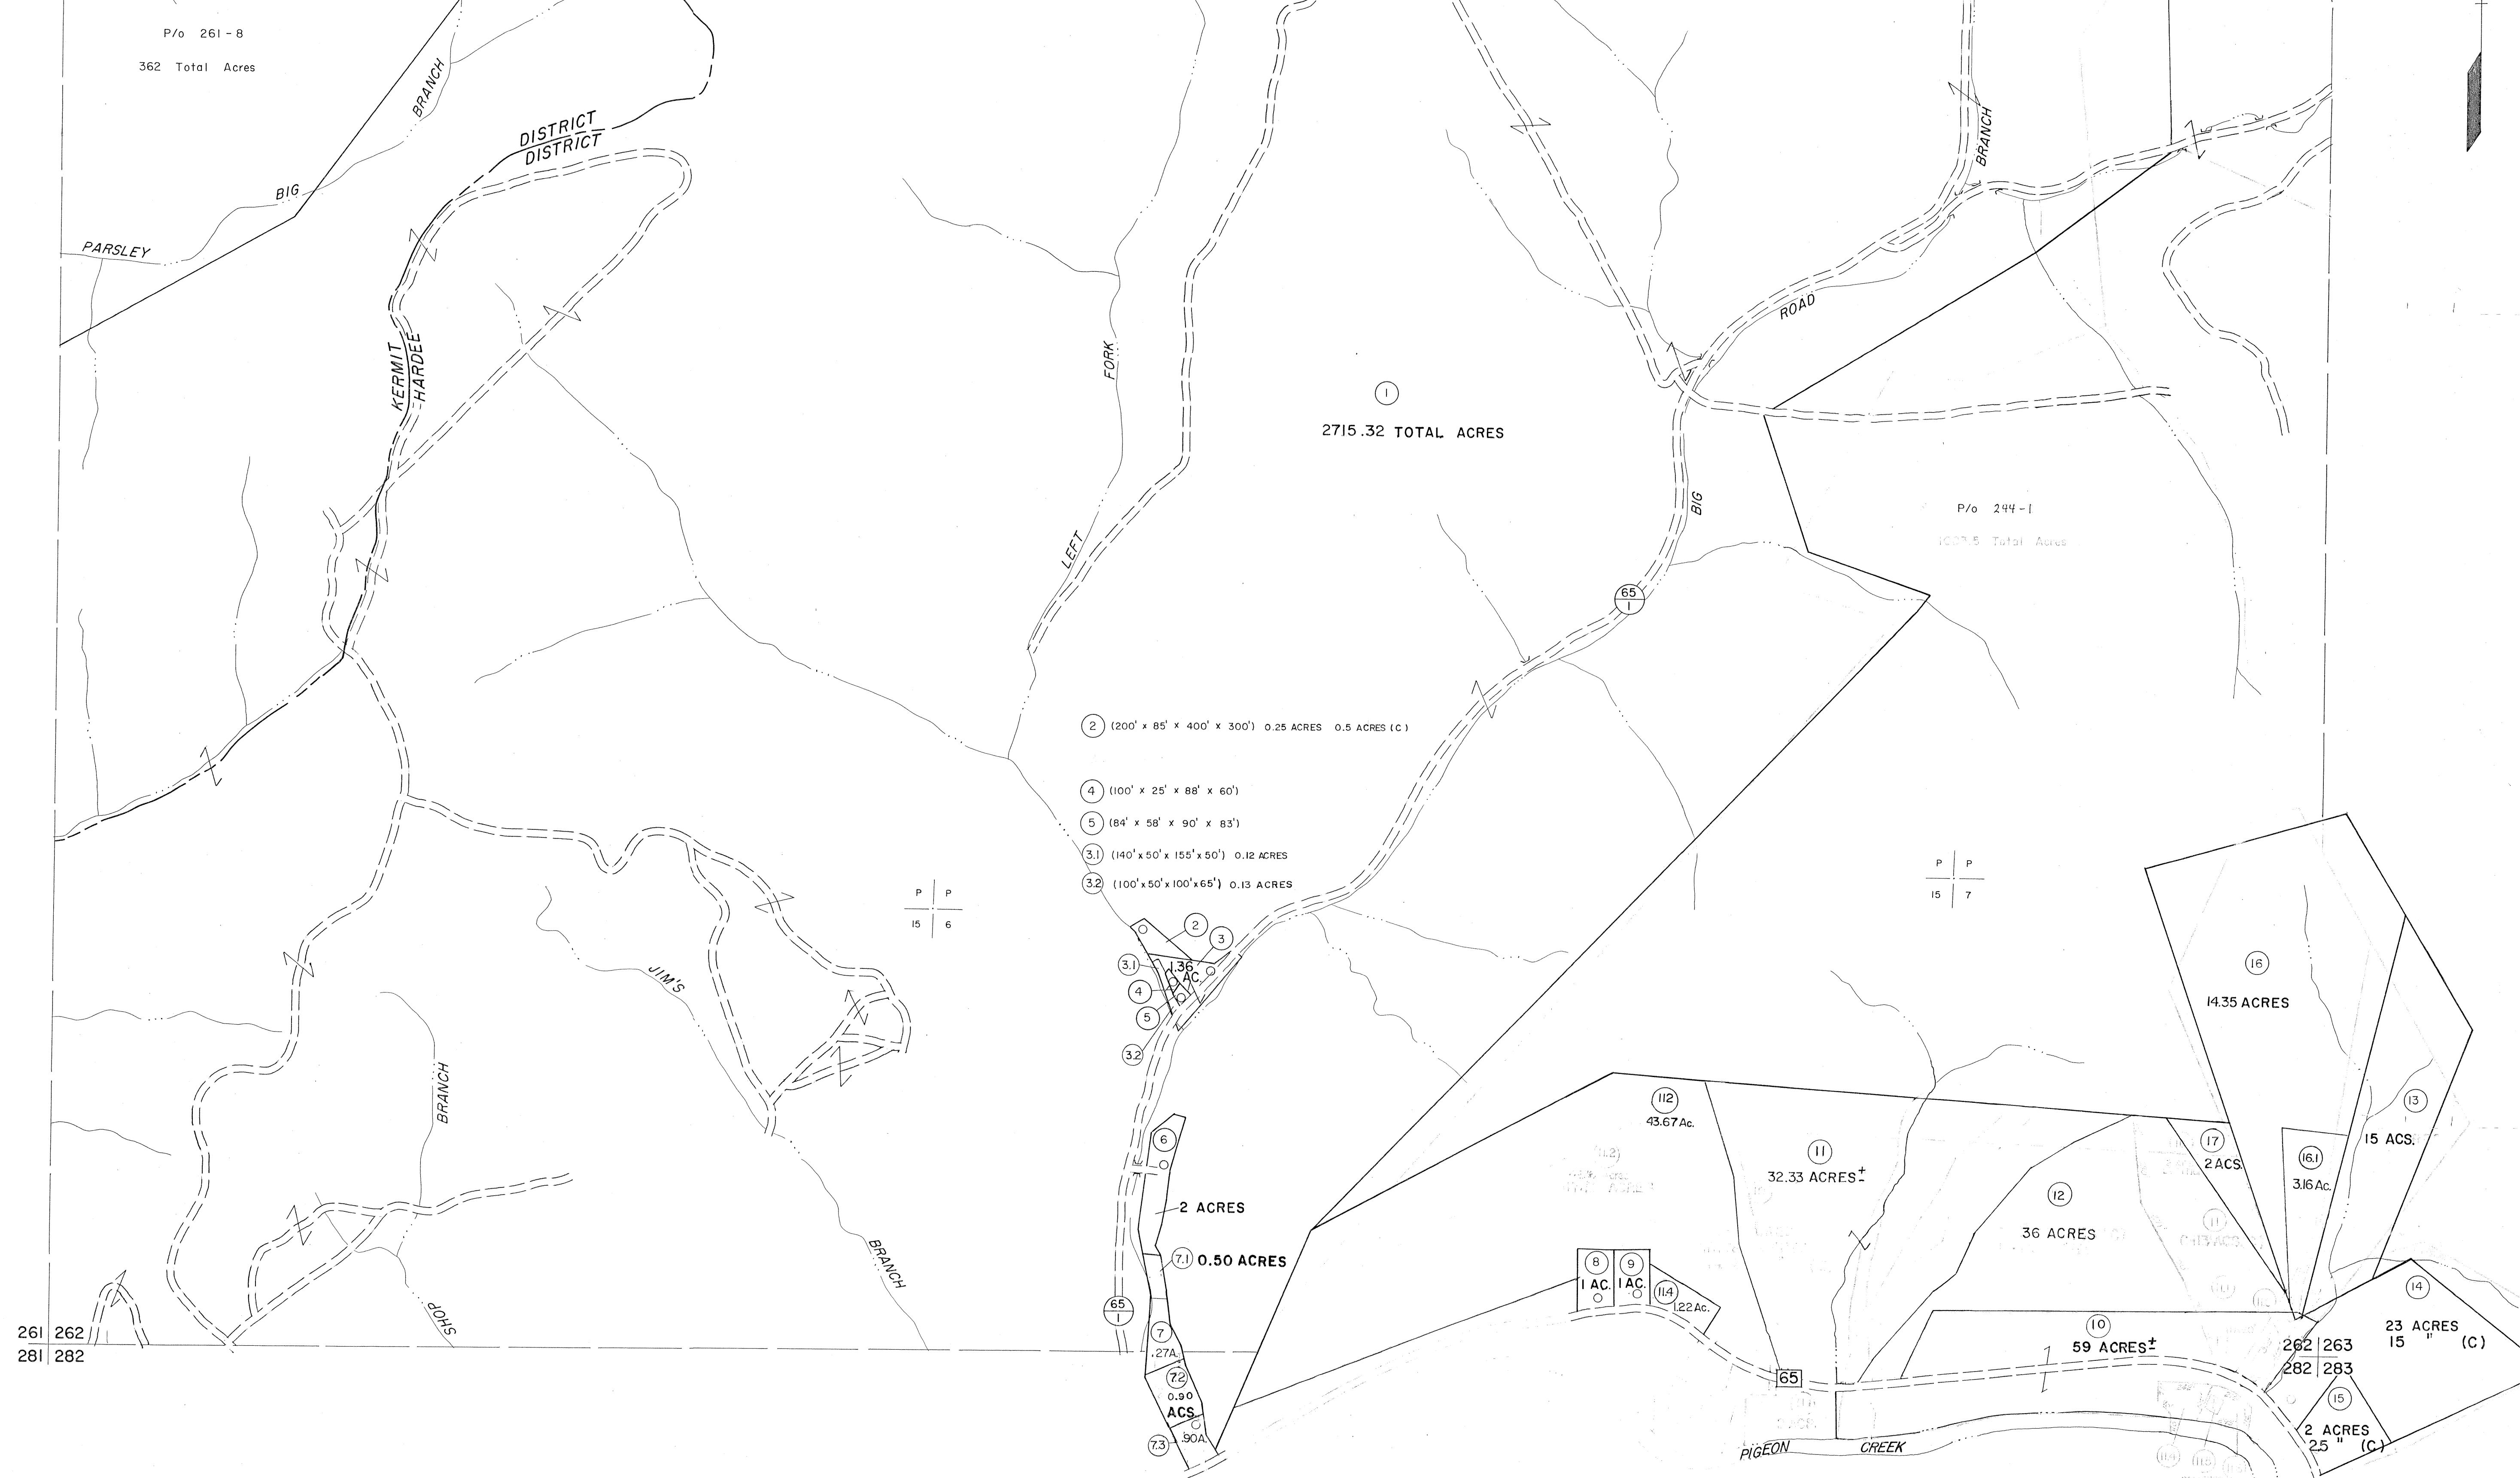 P/o 261-8
362 Total Acres
BRANCH
BIG
PARSLEY
DISTRICT
DISTRICT
KERMIT
HARDEE
FORK
LEFT
1
2715.32 TOTAL ACRES
BRANCH
ROAD
BIG
P/o 244-1
Total Acres
65
1
2 (200' x 85' x 400' x 300') 0.25 ACRES 0.5 ACRES (C)
4 (100' x 25' x 88' x 60')
5 (84' x 58' x 90' x 83')
3.1 (140' x 50' x 155' x 50') 0.12 ACRES
3.2 (100' x 50' x 100' x 65') 0.13 ACRES
P P
15 6
P P
15 7
2
3
3.1
1.36
AC.
4
5
3.2
JIM'S
BRANCH
BRANCH
SHOP
6
2 ACRES
7.1 0.50 ACRES
65
1
7
.27A.
7.2
0.90
ACS.
7.3
.90A.
261 262
281 282
112
43.67 Ac.
11
32.33 ACRES±
12
36 ACRES
17
2 ACS.
16
14.35 ACRES
16.1
3.16 Ac.
13
15 ACS.
8
1 AC.
9
1 AC.
11.4
1.22 Ac.
10
59 ACRES±
65
262 263
282 283
14
23 ACRES
15 " (C)
15
2 ACRES
25 " (C)
PIGEON CREEK